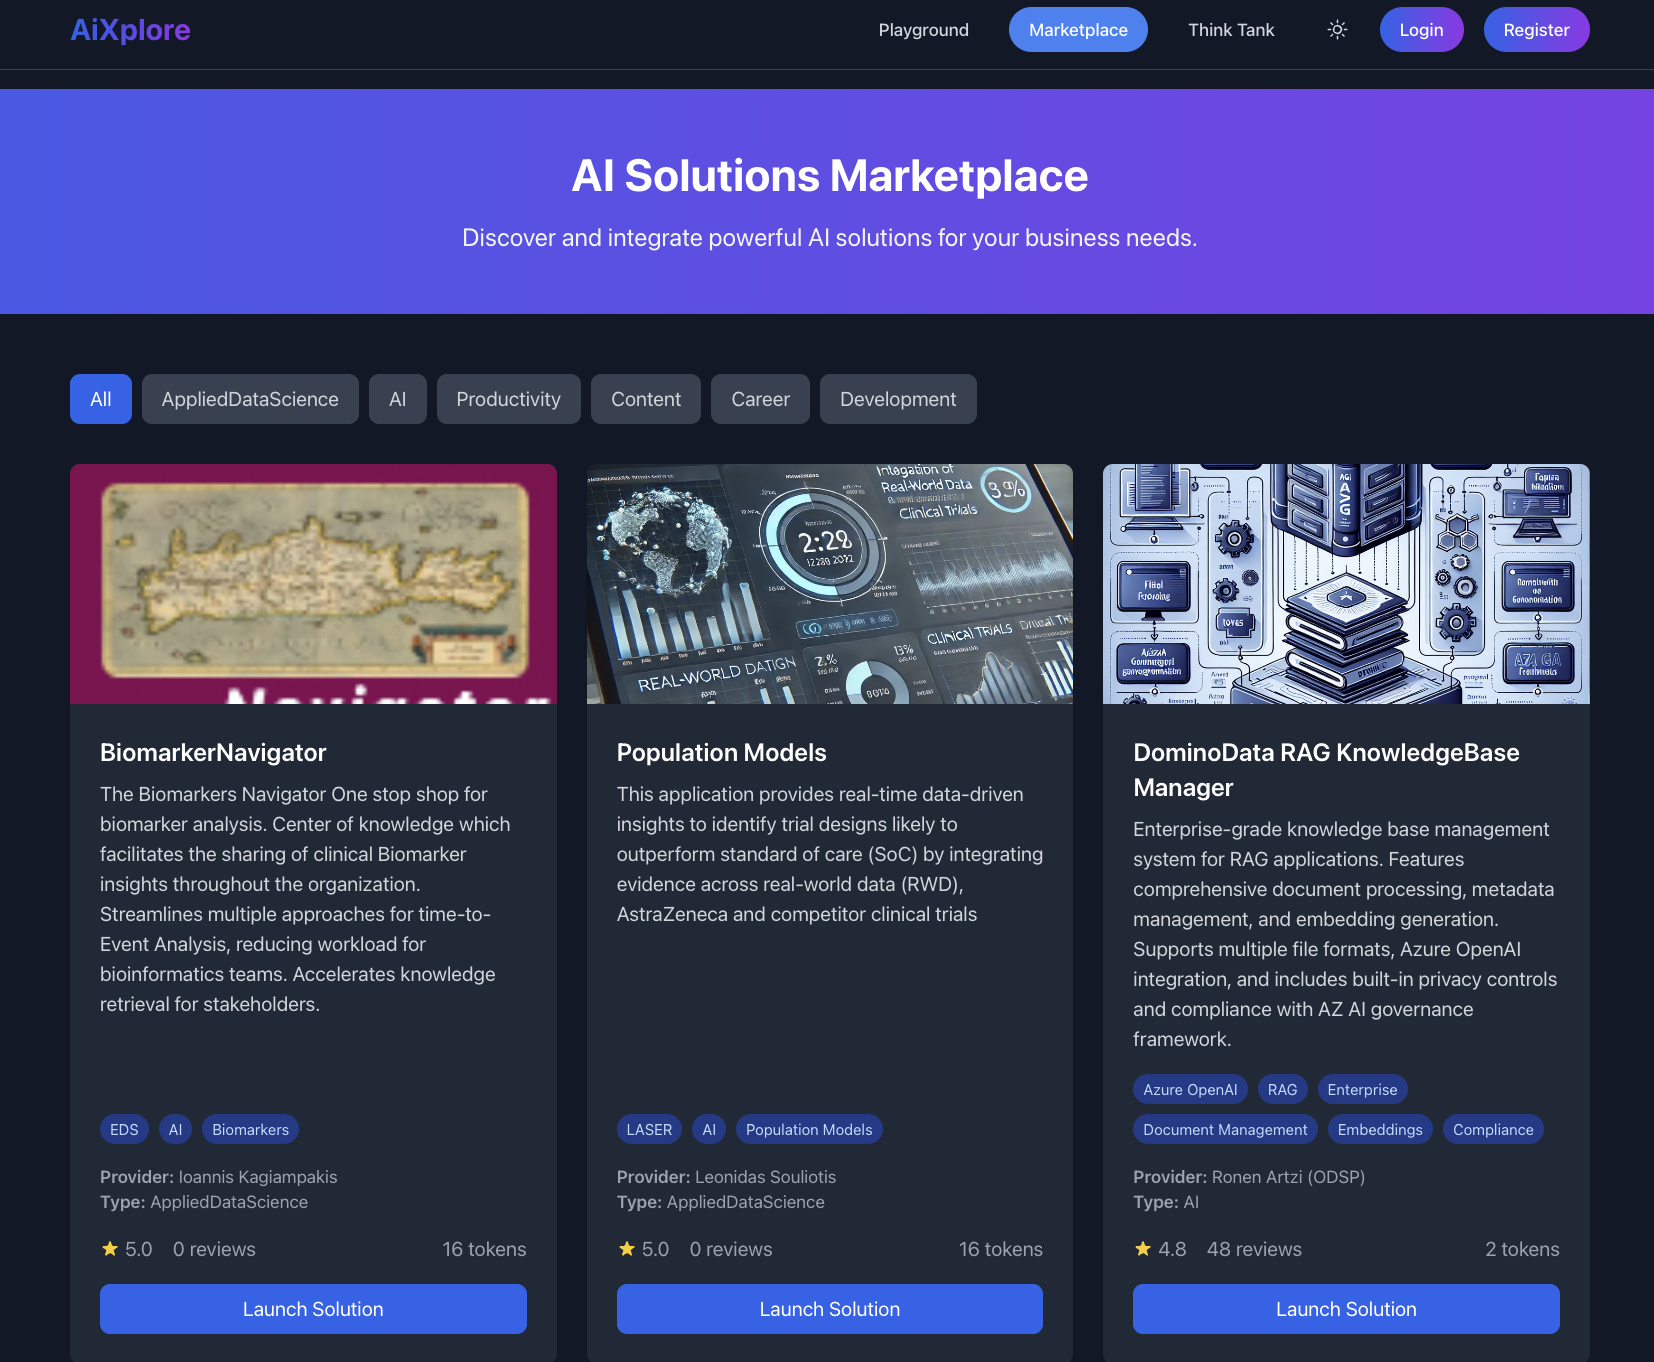 AiXplore
Playground
Marketplace
Think Tank
Login
Register
AI Solutions Marketplace
Discover and integrate powerful AI solutions for your business needs.
All
AppliedDataScience
AI
Productivity
Content
Career
Development
Navigator
BiomarkerNavigator
The Biomarkers Navigator One stop shop for
biomarker analysis. Center of knowledge which
facilitates the sharing of clinical Biomarker
insights throughout the organization.
Streamlines multiple approaches for time-to-
Event Analysis, reducing workload for
bioinformatics teams. Accelerates knowledge
retrieval for stakeholders.
EDS
AI
Biomarkers
Provider: Ioannis Kagiampakis
Type: AppliedDataScience
5.0 0 reviews 16 tokens
Launch Solution
Integation of
Real-World Data
Clinical Trials
2:28
REAL-WORLD DATIGN
CLINICAL TRIALS
13%
Population Models
This application provides real-time data-driven
insights to identify trial designs likely to
outperform standard of care (SoC) by integrating
evidence across real-world data (RWD),
AstraZeneca and competitor clinical trials
LASER
AI
Population Models
Provider: Leonidas Souliotis
Type: AppliedDataScience
5.0 0 reviews 16 tokens
Launch Solution
DominoData RAG KnowledgeBase
Manager
Enterprise-grade knowledge base management
system for RAG applications. Features
comprehensive document processing, metadata
management, and embedding generation.
Supports multiple file formats, Azure OpenAI
integration, and includes built-in privacy controls
and compliance with AZ AI governance
framework.
Azure OpenAI
RAG
Enterprise
Document Management
Embeddings
Compliance
Provider: Ronen Artzi (ODSP)
Type: AI
4.8 48 reviews 2 tokens
Launch Solution